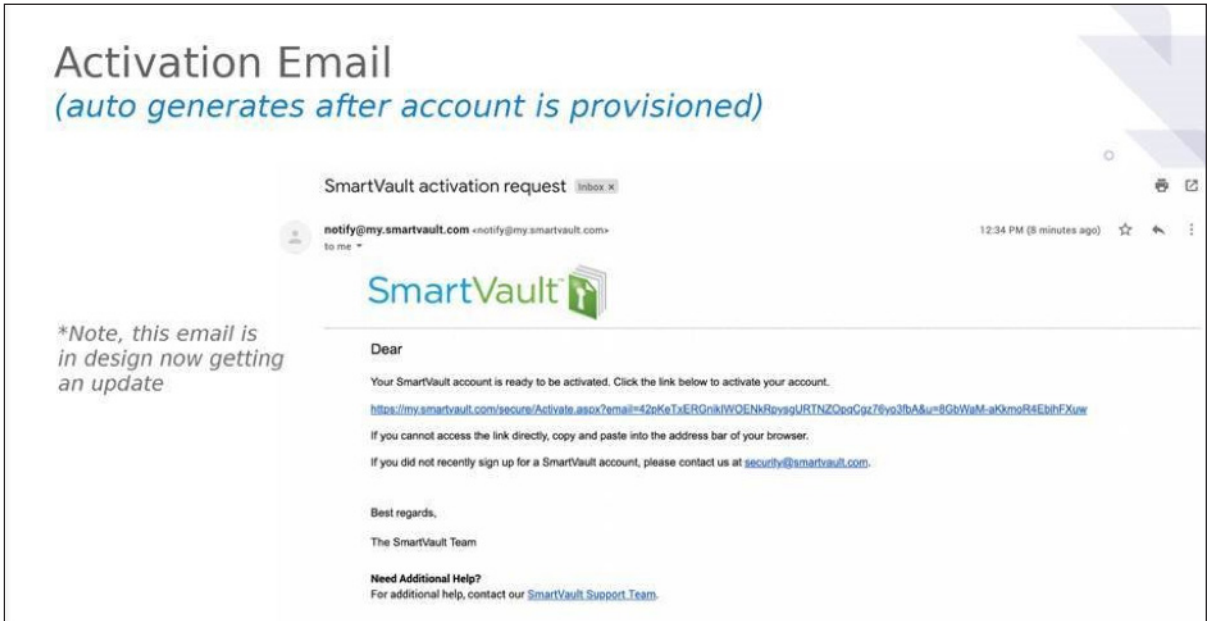 Activation Email
(auto generates after account is provisioned)
SmartVault activation request Inbox x
notify@my.smartvault.com <notify@my.smartvault.com>
12:34 PM (8 minutes ago)
to me
SmartVault™
*Note, this email is
in design now getting
an update
Dear
Your SmartVault account is ready to be activated. Click the link below to activate your account.
If you cannot access the link directly, copy and paste into the address bar of your browser.
If you did not recently sign up for a SmartVault account, please contact us at security@smartvault.com.
Best regards,
The SmartVault Team
Need Additional Help?
For additional help, contact our SmartVault Support Team.